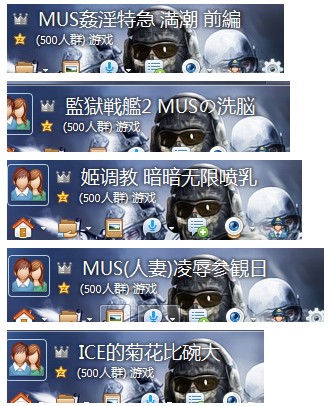 MUS姦淫特急 満潮 前編
(500人群) 游戏
監獄戦艦2 MUSの洗脳
(500人群) 游戏
姬调教 暗暗无限喷乳
(500人群) 游戏
MUS(人妻)凌辱参観日
(500人群) 游戏
ICE的菊花比碗大
(500人群) 游戏